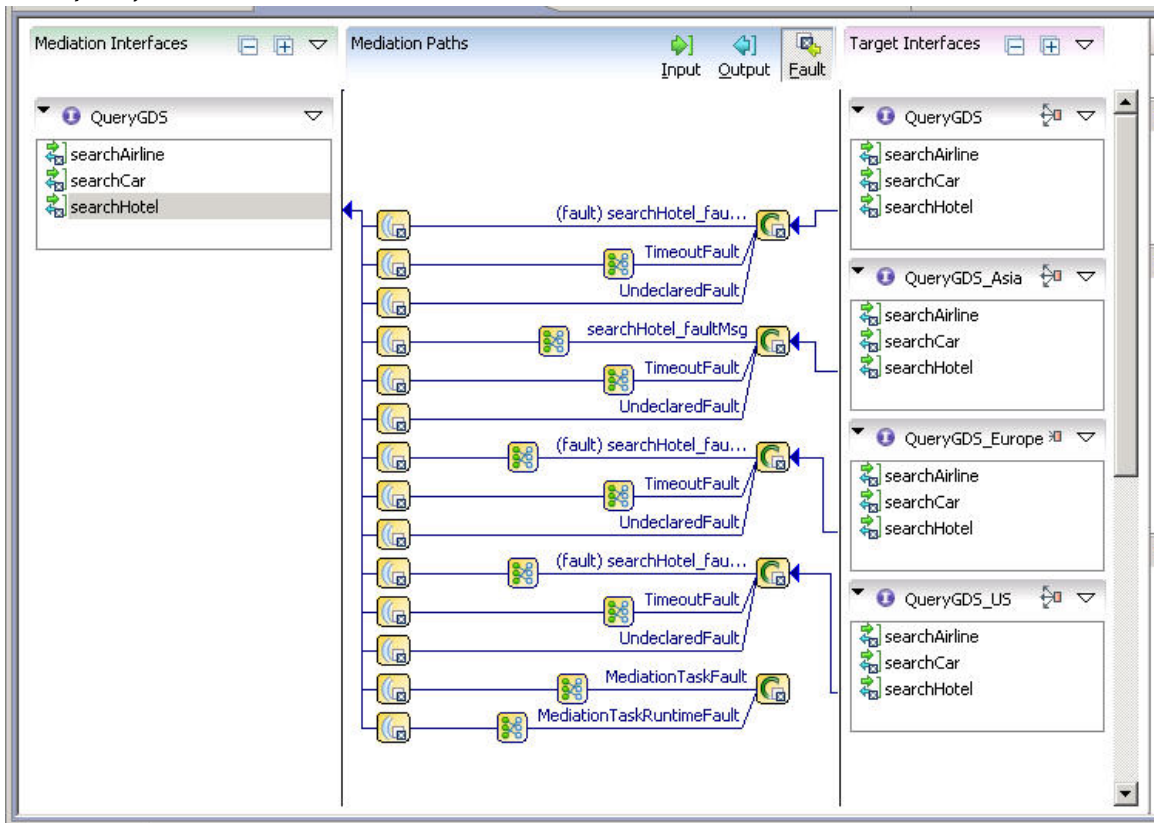 Mediation Interfaces
Mediation Paths
Input Output Fault
Target Interfaces
QueryGDS
searchAirline
searchCar
searchHotel
(fault) searchHotel_fau...
TimeoutFault
UndeclaredFault
searchHotel_faultMsg
TimeoutFault
UndeclaredFault
(fault) searchHotel_fau...
TimeoutFault
UndeclaredFault
(fault) searchHotel_fau...
TimeoutFault
UndeclaredFault
MediationTaskFault
MediationTaskRuntimeFault
QueryGDS
searchAirline
searchCar
searchHotel
QueryGDS_Asia
searchAirline
searchCar
searchHotel
QueryGDS_Europe
searchAirline
searchCar
searchHotel
QueryGDS_US
searchAirline
searchCar
searchHotel